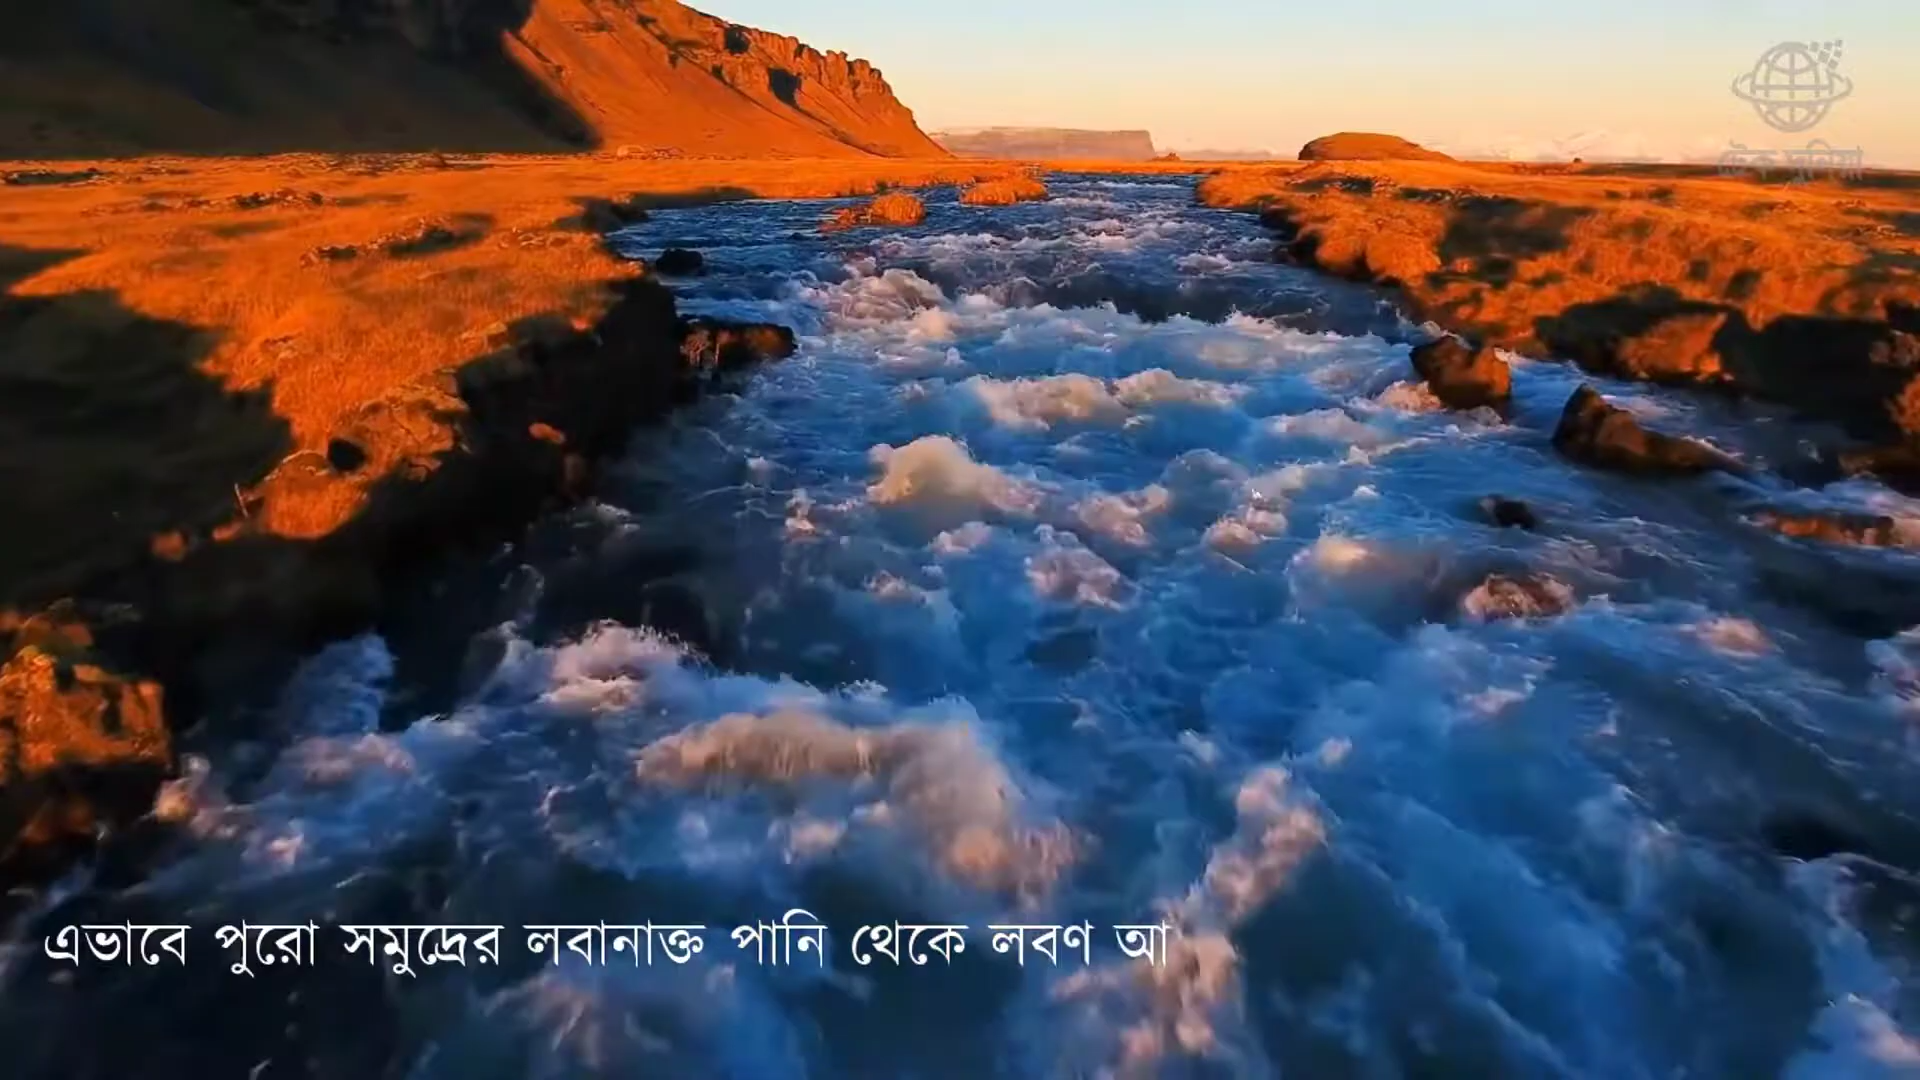 এভাবে পুরো সমুদ্রের লবানাক্ত পানি থেকে লবণ আ